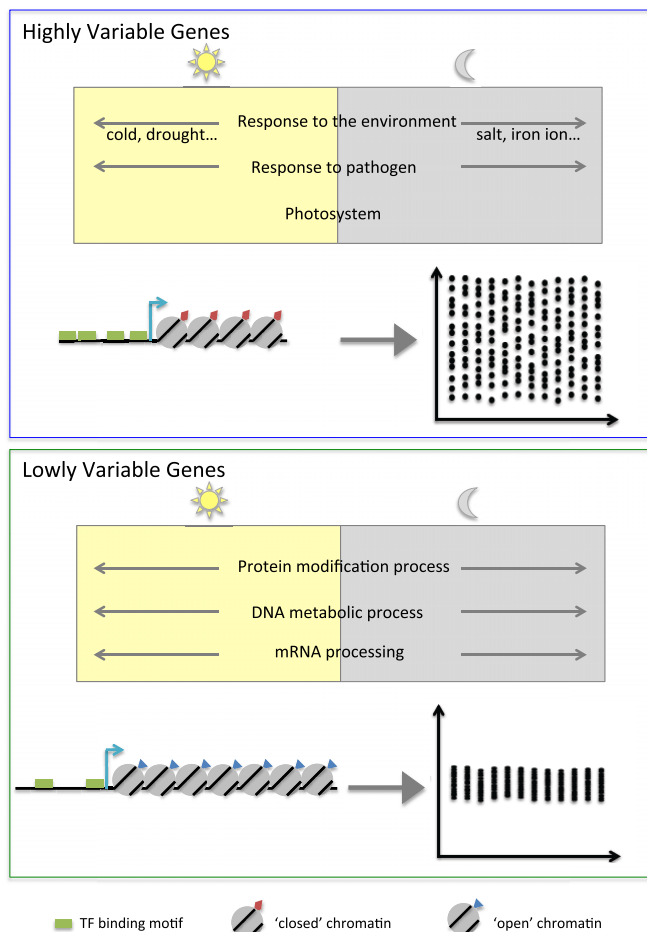 Highly Variable Genes
Response to the environment
cold, drought...
salt, iron ion...
Response to pathogen
Photosystem
Lowly Variable Genes
Protein modification process
DNA metabolic process
mRNA processing
TF binding motif
'closed' chromatin
'open' chromatin